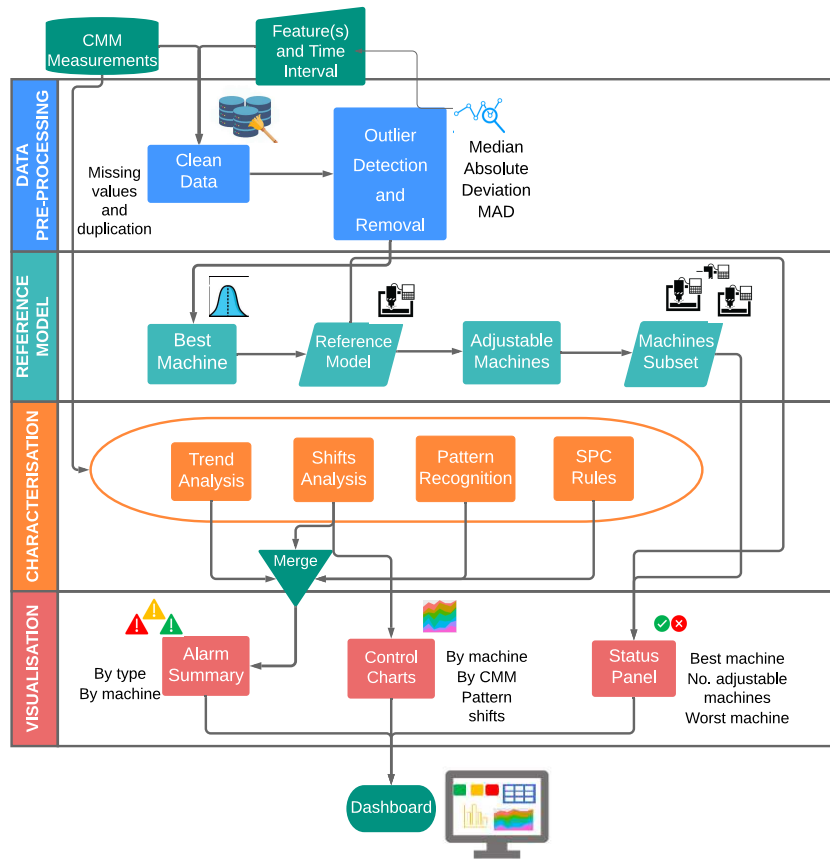 CMM
Measurements
Feature(s)
and Time
Interval
DATA
PRE-PROCESSING
Missing
values
and
duplication
Clean
Data
Outlier
Detection
and
Removal
Median
Absolute
Deviation
MAD
REFERENCE
MODEL
Best
Machine
Reference
Model
Adjustable
Machines
Machines
Subset
CHARACTERISATION
Trend
Analysis
Shifts
Analysis
Pattern
Recognition
SPC
Rules
Merge
VISUALISATION
By type
By machine
Alarm
Summary
Control
Charts
By machine
By CMM
Pattern
shifts
Status
Panel
Best machine
No. adjustable
machines
Worst machine
Dashboard